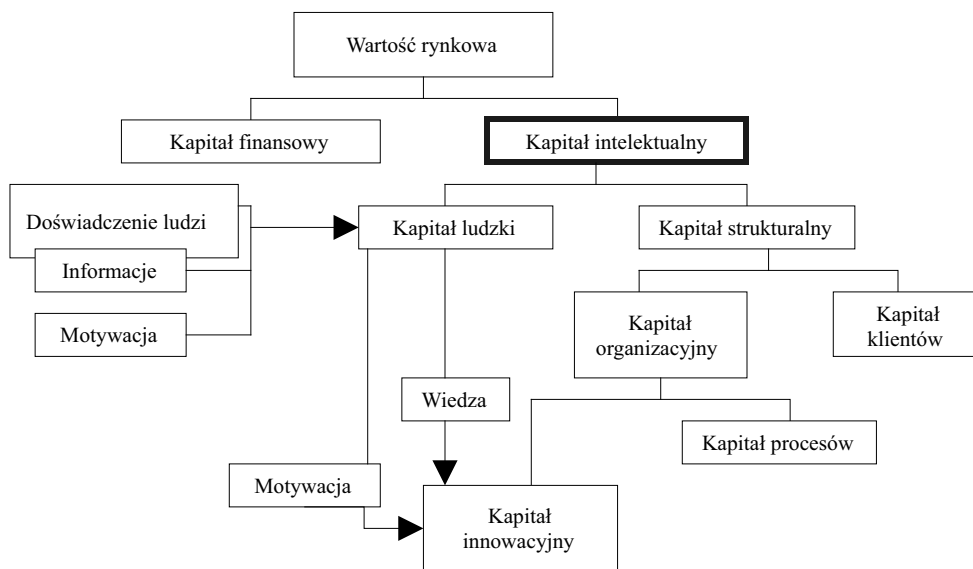 Wartość rynkowa
Kapitał finansowy
Kapitał intelektualny
Doświadczenie ludzi
Kapitał ludzki
Kapitał strukturalny
Informacje
Motywacja
Kapitał
organizacyjny
Kapitał
klientów
Wiedza
Kapitał procesów
Motywacja
Kapitał
innowacyjny